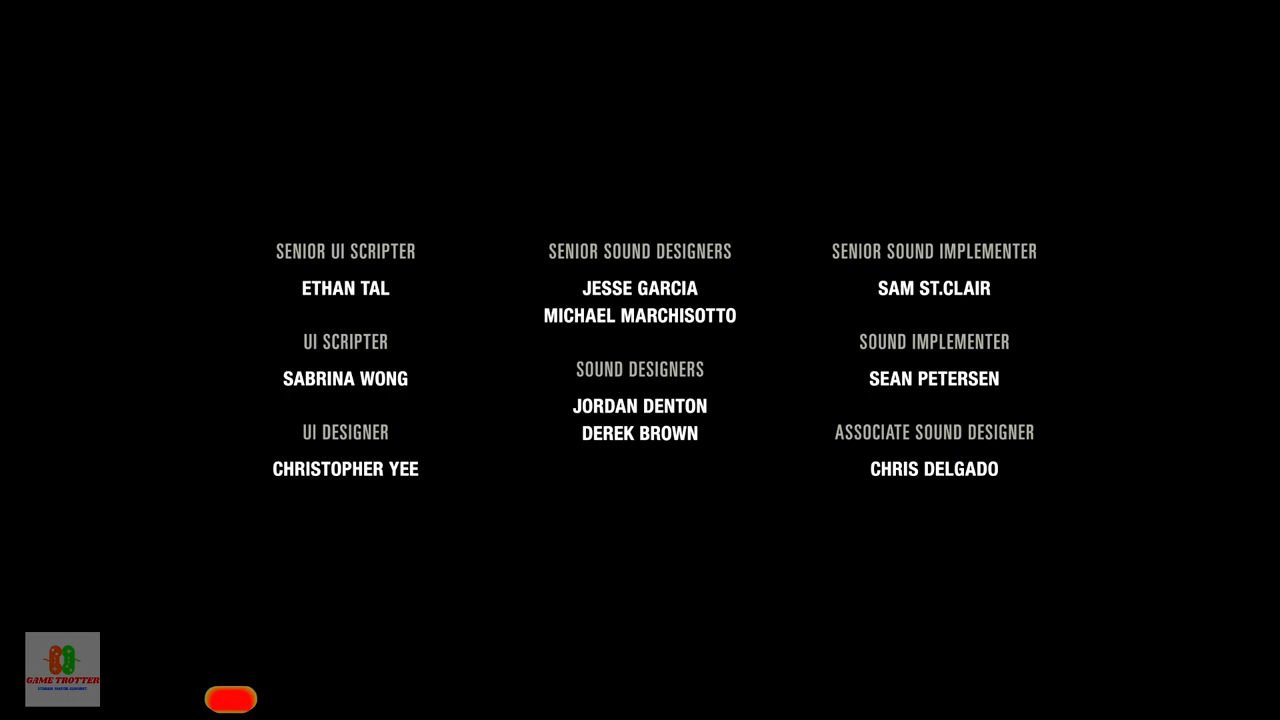 SENIOR UI SCRIPTER
ETHAN TAL
UI SCRIPTER
SABRINA WONG
UI DESIGNER
CHRISTOPHER YEE
SENIOR SOUND DESIGNERS
JESSE GARCIA
MICHAEL MARCHISOTTO
SOUND DESIGNERS
JORDAN DENTON
DEREK BROWN
SENIOR SOUND IMPLEMENTER
SAM ST.CLAIR
SOUND IMPLEMENTER
SEAN PETERSEN
ASSOCIATE SOUND DESIGNER
CHRIS DELGADO
GAME TROTTER